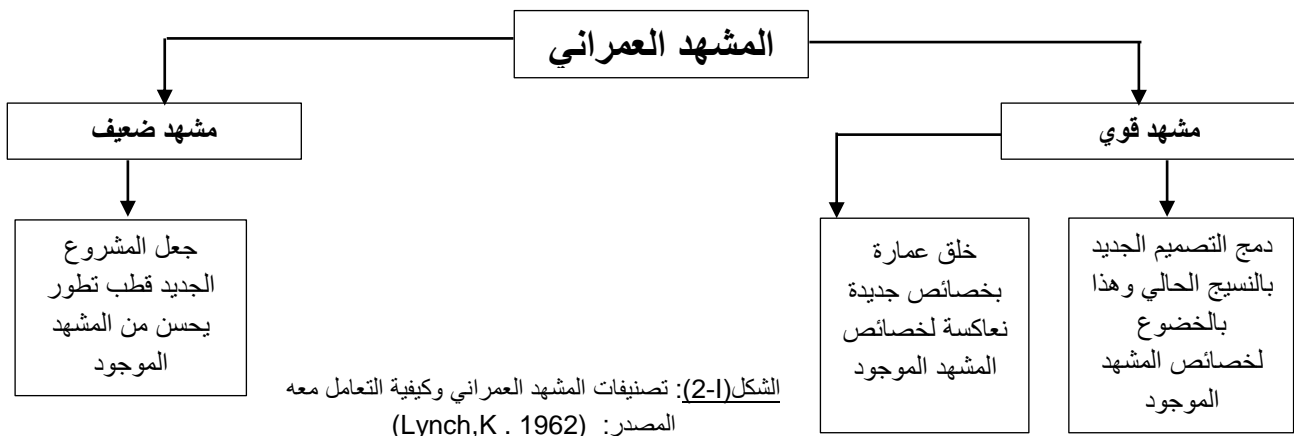 المشهد العمراني
مشهد قوي
مشهد ضعيف
دمج التصميم الجديد
بالنسيج الحالي وهذا
بالخضوع
لخصائص المشهد
الموجود
خلق عمارة
بخصائص جديدة
نعاكسة لخصائص
المشهد الموجود
جعل المشروع
الجديد قطب تطور
يحسن من المشهد
الموجود
الشكل(2-I): تصنيفات المشهد العمراني وكيفية التعامل معه
المصدر: (Lynch,K . 1962)